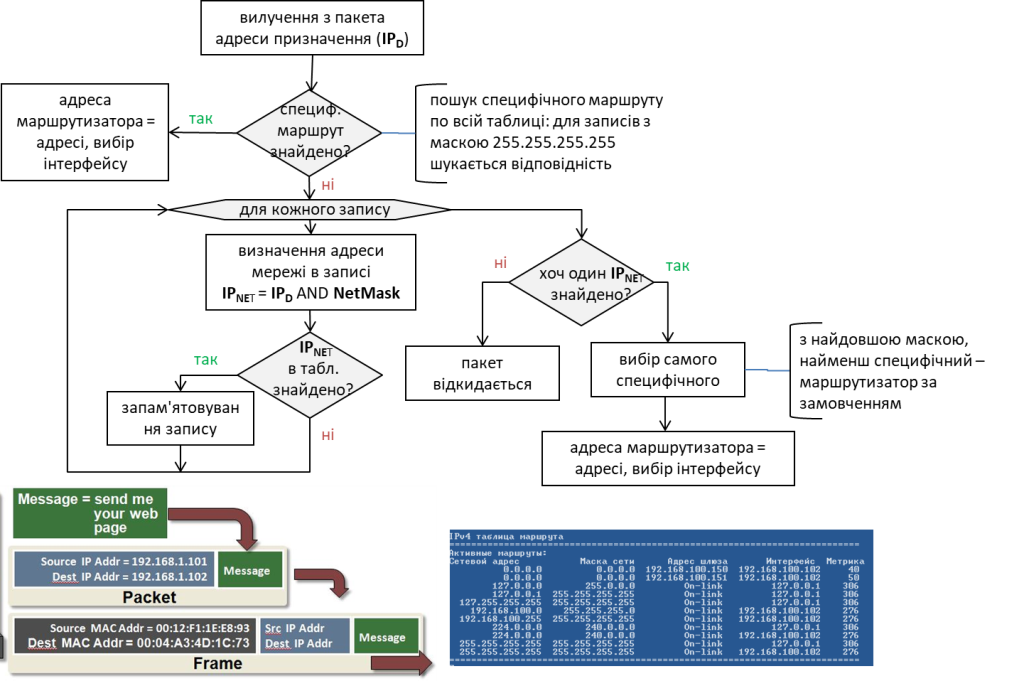 вилучення з пакета
адреси призначення (IPD)
специф.
маршрут
знайдено?
так
адреса
маршрутизатора =
адресі, вибір
інтерфейсу
пошук специфічного маршруту
по всій таблиці: для записів з
маскою 255.255.255.255
шукається відповідність
ні
для кожного запису
визначення адреси
мережі в записі
IPNET = IPD AND NetMask
ні
хоч один IPNET
знайдено?
так
IPNET
в табл.
знайдено?
так
ні
запам'ятовуван
ня запису
пакет
відкидається
вибір самого
специфічного
з найдовшою маскою,
найменш специфічний –
маршрутизатор за
замовченням
адреса маршрутизатора =
адресі, вибір інтерфейсу
Message = send me
your web
page
Source IP Addr = 192.168.1.101
Dest IP Addr = 192.168.1.102
Message
Packet
Source MAC Addr = 00:12:F1:1E:E8:93
Dest MAC Addr = 00:04:A3:4D:1C:73
Src IP Addr
Dest IP Addr
Message
Frame
IPv4 таблица маршрута
Активные маршруты:
Сетевой адрес Маска сети Адрес шлюза Интерфейс Метрика
0.0.0.0 0.0.0.0 192.168.100.150 192.168.100.102 40
0.0.0.0 0.0.0.0 192.168.100.151 192.168.100.102 50
127.0.0.0 255.0.0.0 On-link 127.0.0.1 306
127.0.0.1 255.255.255.255 On-link 127.0.0.1 306
127.255.255.255 255.255.255.255 On-link 127.0.0.1 306
192.168.100.0 255.255.255.0 On-link 192.168.100.102 276
192.168.100.255 255.255.255.255 On-link 192.168.100.102 276
224.0.0.0 240.0.0.0 On-link 127.0.0.1 306
224.0.0.0 240.0.0.0 On-link 192.168.100.102 276
255.255.255.255 255.255.255.255 On-link 127.0.0.1 306
255.255.255.255 255.255.255.255 On-link 192.168.100.102 276